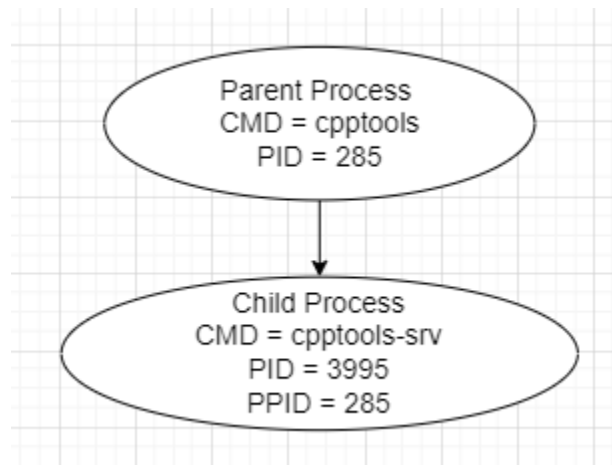 Parent Process
CMD = cpptools
PID = 285
Child Process
CMD = cpptools-srv
PID = 3995
PPID = 285